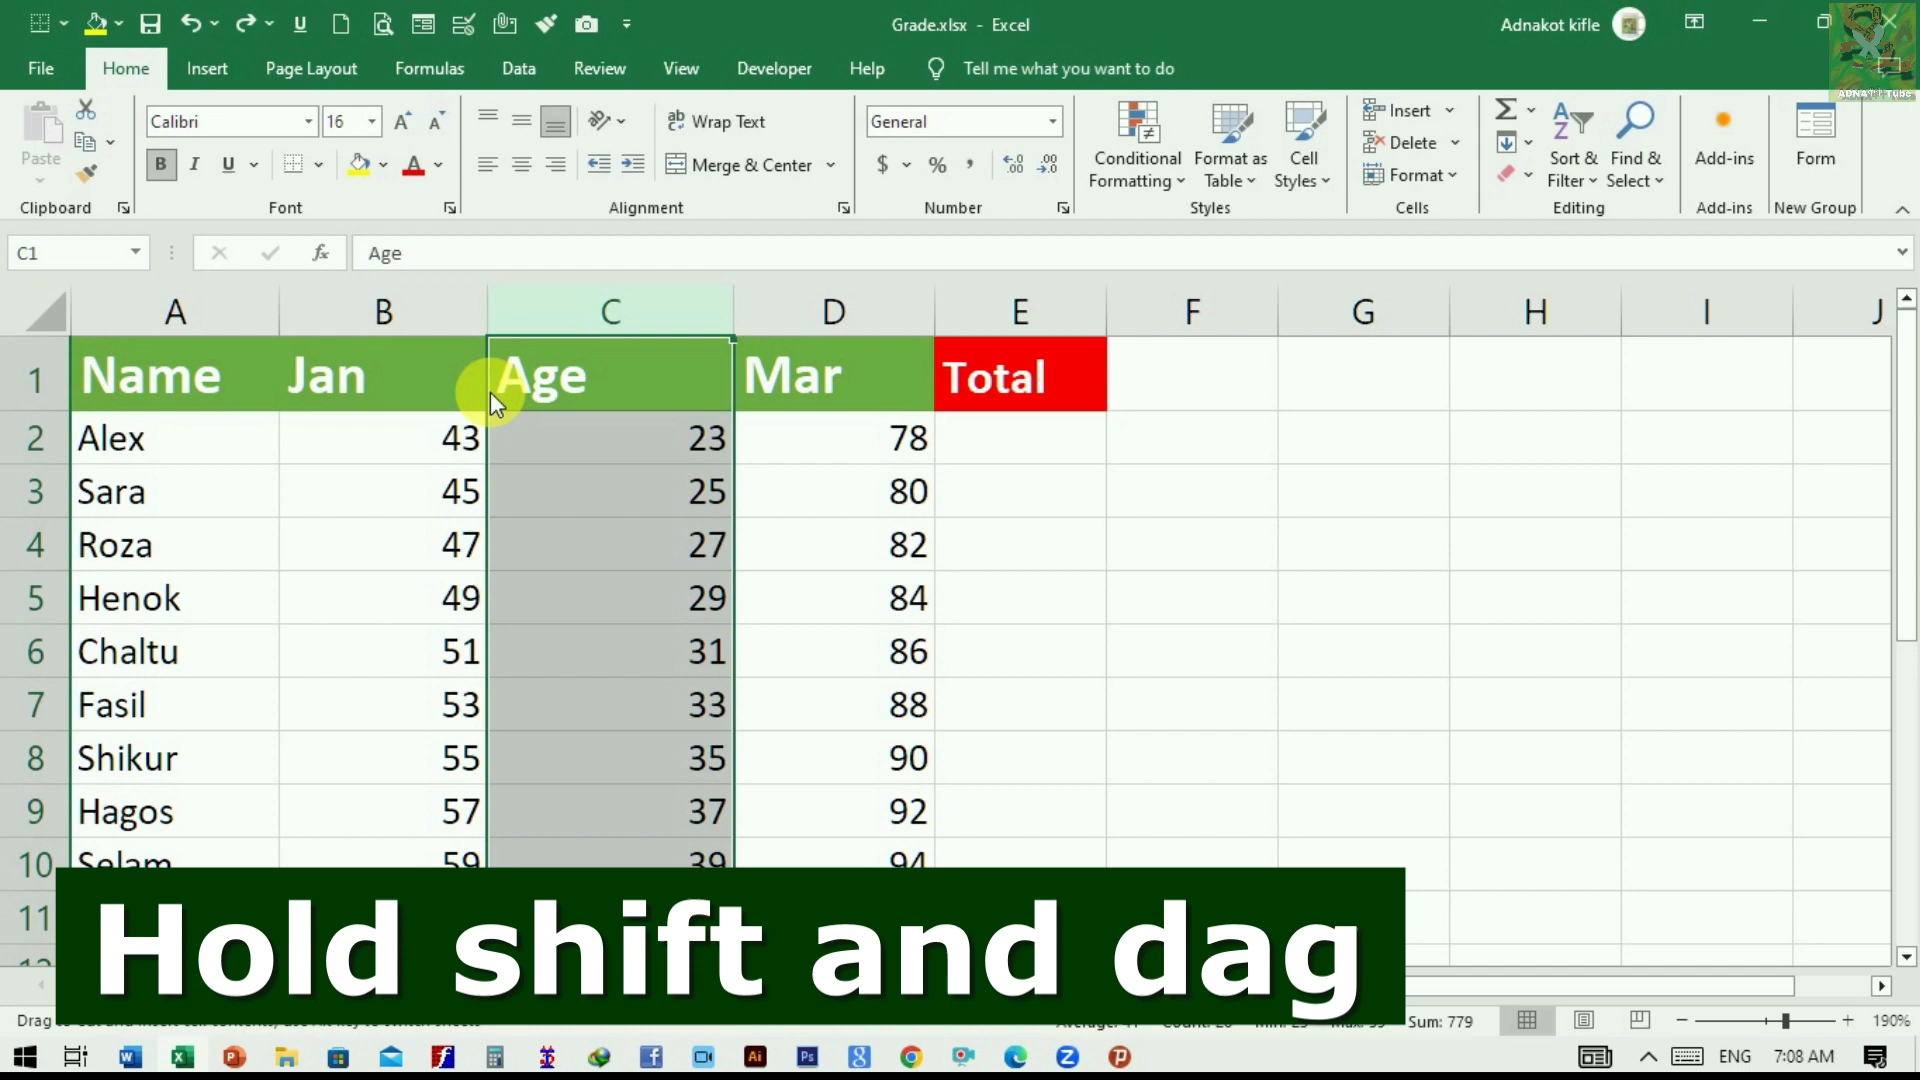 Grade.xlsx - Excel
Adnakot kifle
File Home Insert Page Layout Formulas Data Review View Developer Help Tell me what you want to do
Paste
Clipboard
Calibri 16
B I U
Font
Wrap Text
Merge & Center
Alignment
General
$ % ,
Number
Conditional Formatting
Format as Table
Cell Styles
Styles
Insert
Delete
Format
Cells
Sort & Filter
Find & Select
Editing
Add-ins
Add-ins
Form
New Group
C1 fx Age
A B C D E F G H I J
1 Name Jan Age Mar Total
2 Alex 43 23 78
3 Sara 45 25 80
4 Roza 47 27 82
5 Henok 49 29 84
6 Chaltu 51 31 86
7 Fasil 53 33 88
8 Shikur 55 35 90
9 Hagos 57 37 92
10 Selam 59 39 94
11
Hold shift and dag
Drag
Sum: 779
190%
ENG 7:08 AM